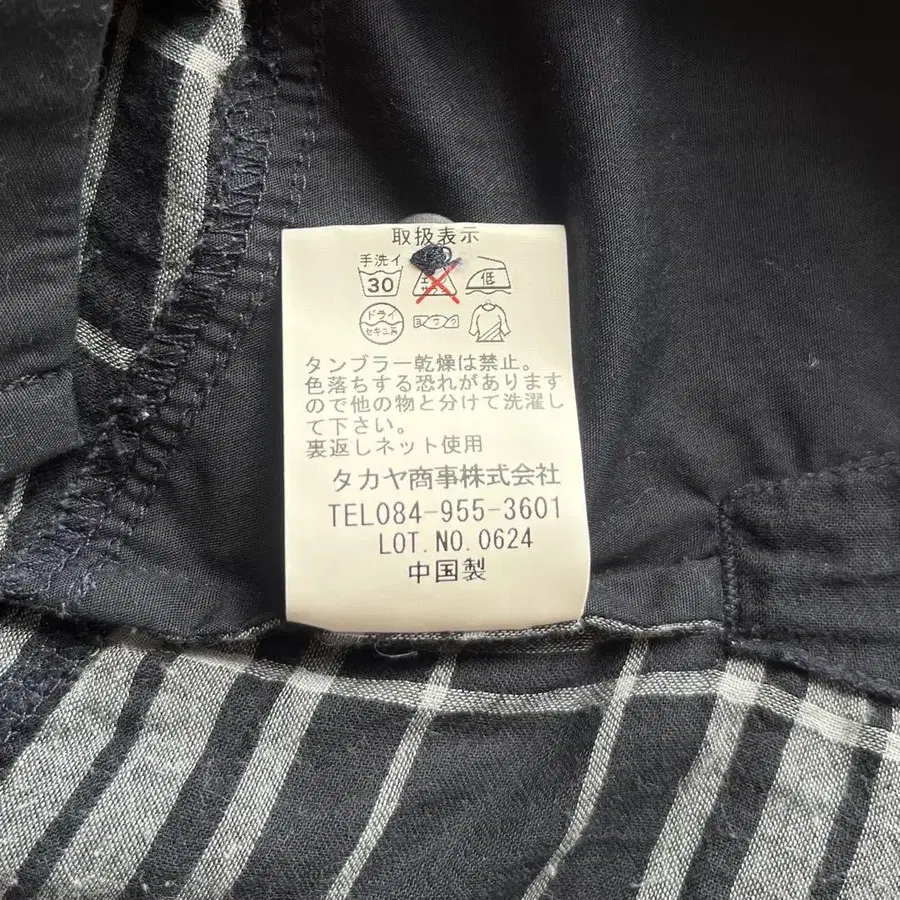 取扱表示
手洗イ
30
低
ドライ
セキユ系
ヨワク
タンブラー乾燥は禁止。
色落ちする恐れがあります
ので他の物と分けて洗濯し
て下さい。
裏返しネット使用
タカヤ商事株式会社
TEL084-955-3601
LOT.NO.0624
中国製